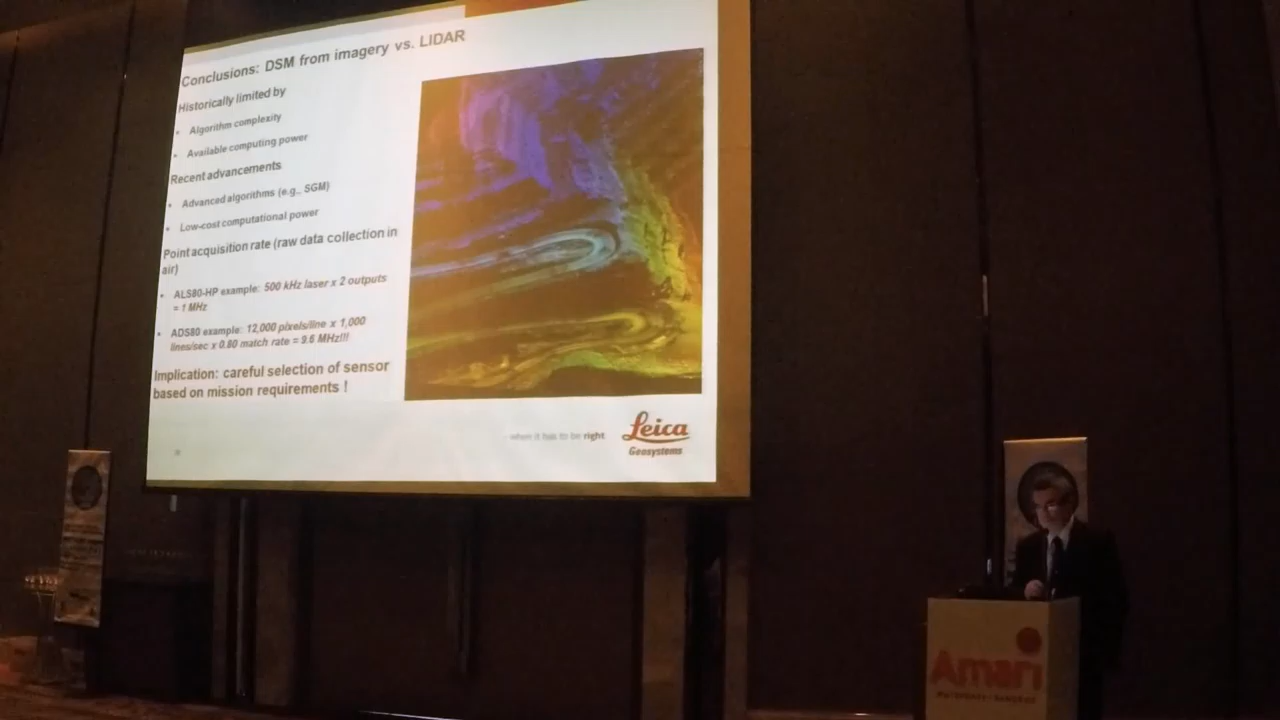 Conclusions: DSM from imagery vs. LIDAR
Historically limited by
• Algorithm complexity
• Available computing power
Recent advancements
• Advanced algorithms (e.g., SGM)
• Low-cost computational power
Point acquisition rate (raw data collection in
air)
• ALS80-HP example: 500 kHz laser x 2 outputs
= 1 MHz
• ADS80 example: 12,000 pixels/line x 1,000
lines/sec x 0.80 match rate = 9.6 MHz!!!
Implication: careful selection of sensor
based on mission requirements !
- when it has to be right
Leica
Geosystems
Amari
WATERGATE BANGKOK